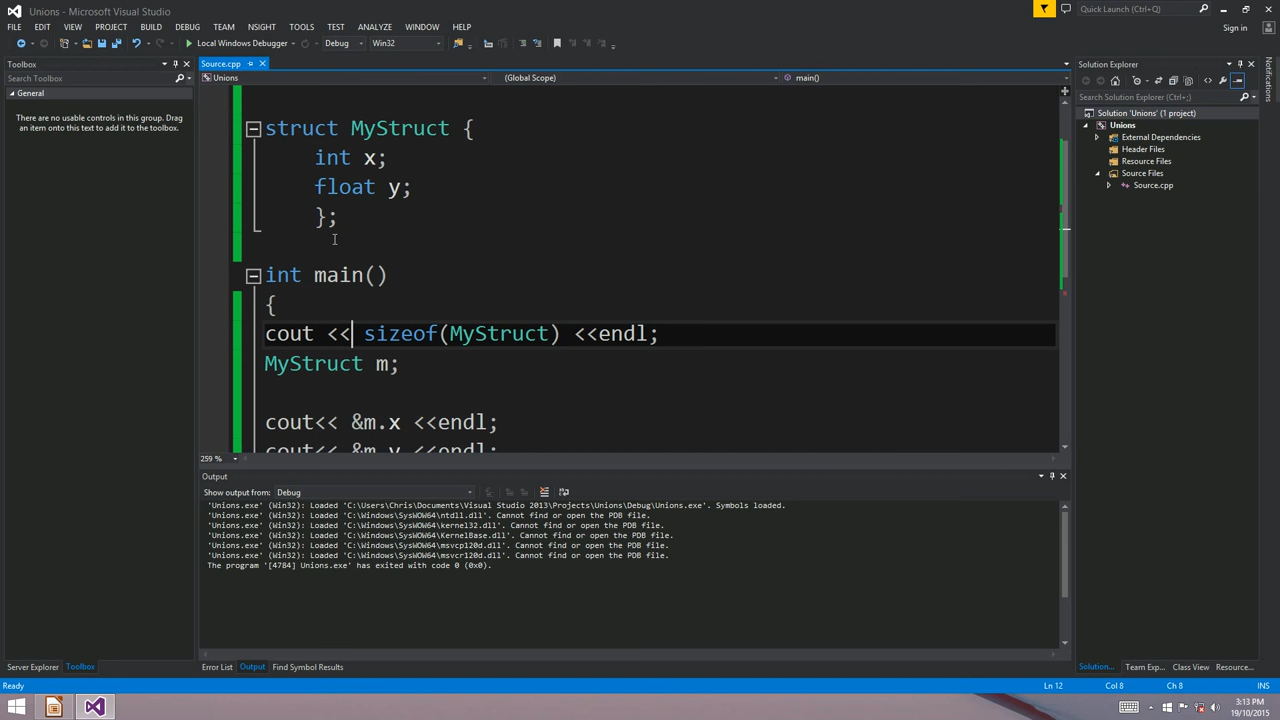 Unions - Microsoft Visual Studio
Quick Launch (Ctrl+Q)
FILE EDIT VIEW PROJECT BUILD DEBUG TEAM NSIGHT TOOLS TEST ANALYZE WINDOW HELP
Sign in
Local Windows Debugger Debug Win32
Toolbox
Search Toolbox
General
There are no usable controls in this group. Drag
an item onto this text to add it to the toolbox.
Source.cpp
Unions (Global Scope) main()
struct MyStruct {
int x;
float y;
};
int main()
{
cout << sizeof(MyStruct) <<endl;
MyStruct m;
cout<< &m.x <<endl;
cout<< &m.y <<endl;
259 %
Output
Show output from: Debug
'Unions.exe' (Win32): Loaded 'C:\Users\Chris\Documents\Visual Studio 2013\Projects\Unions\Debug\Unions.exe'. Symbols loaded.
'Unions.exe' (Win32): Loaded 'C:\Windows\SysWOW64\ntdll.dll'. Cannot find or open the PDB file.
'Unions.exe' (Win32): Loaded 'C:\Windows\SysWOW64\kernel32.dll'. Cannot find or open the PDB file.
'Unions.exe' (Win32): Loaded 'C:\Windows\SysWOW64\KernelBase.dll'. Cannot find or open the PDB file.
'Unions.exe' (Win32): Loaded 'C:\Windows\SysWOW64\msvcp120d.dll'. Cannot find or open the PDB file.
'Unions.exe' (Win32): Loaded 'C:\Windows\SysWOW64\msvcr120d.dll'. Cannot find or open the PDB file.
The program '[4784] Unions.exe' has exited with code 0 (0x0).
Solution Explorer
Search Solution Explorer (Ctrl+;)
Solution 'Unions' (1 project)
Unions
External Dependencies
Header Files
Resource Files
Source Files
Source.cpp
Notifications
Server Explorer Toolbox
Error List Output Find Symbol Results
Solution... Team Exp... Class View Resource...
Ready
Ln 12 Col 8 Ch 8 INS
3:13 PM
19/10/2015